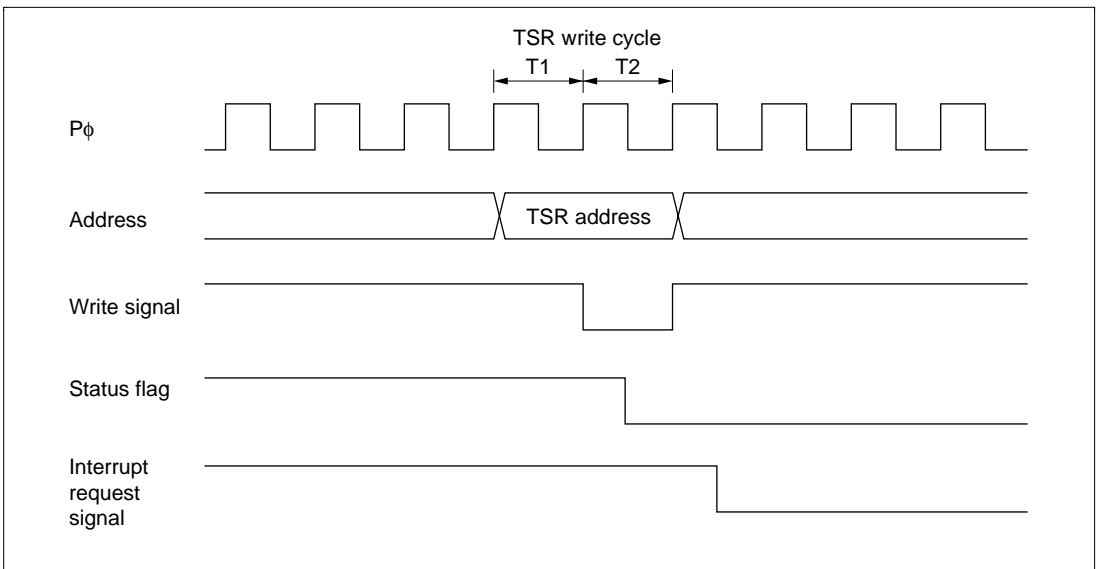 TSR write cycle
T1 T2
Pϕ
Address
TSR address
Write signal
Status flag
Interrupt
request
signal